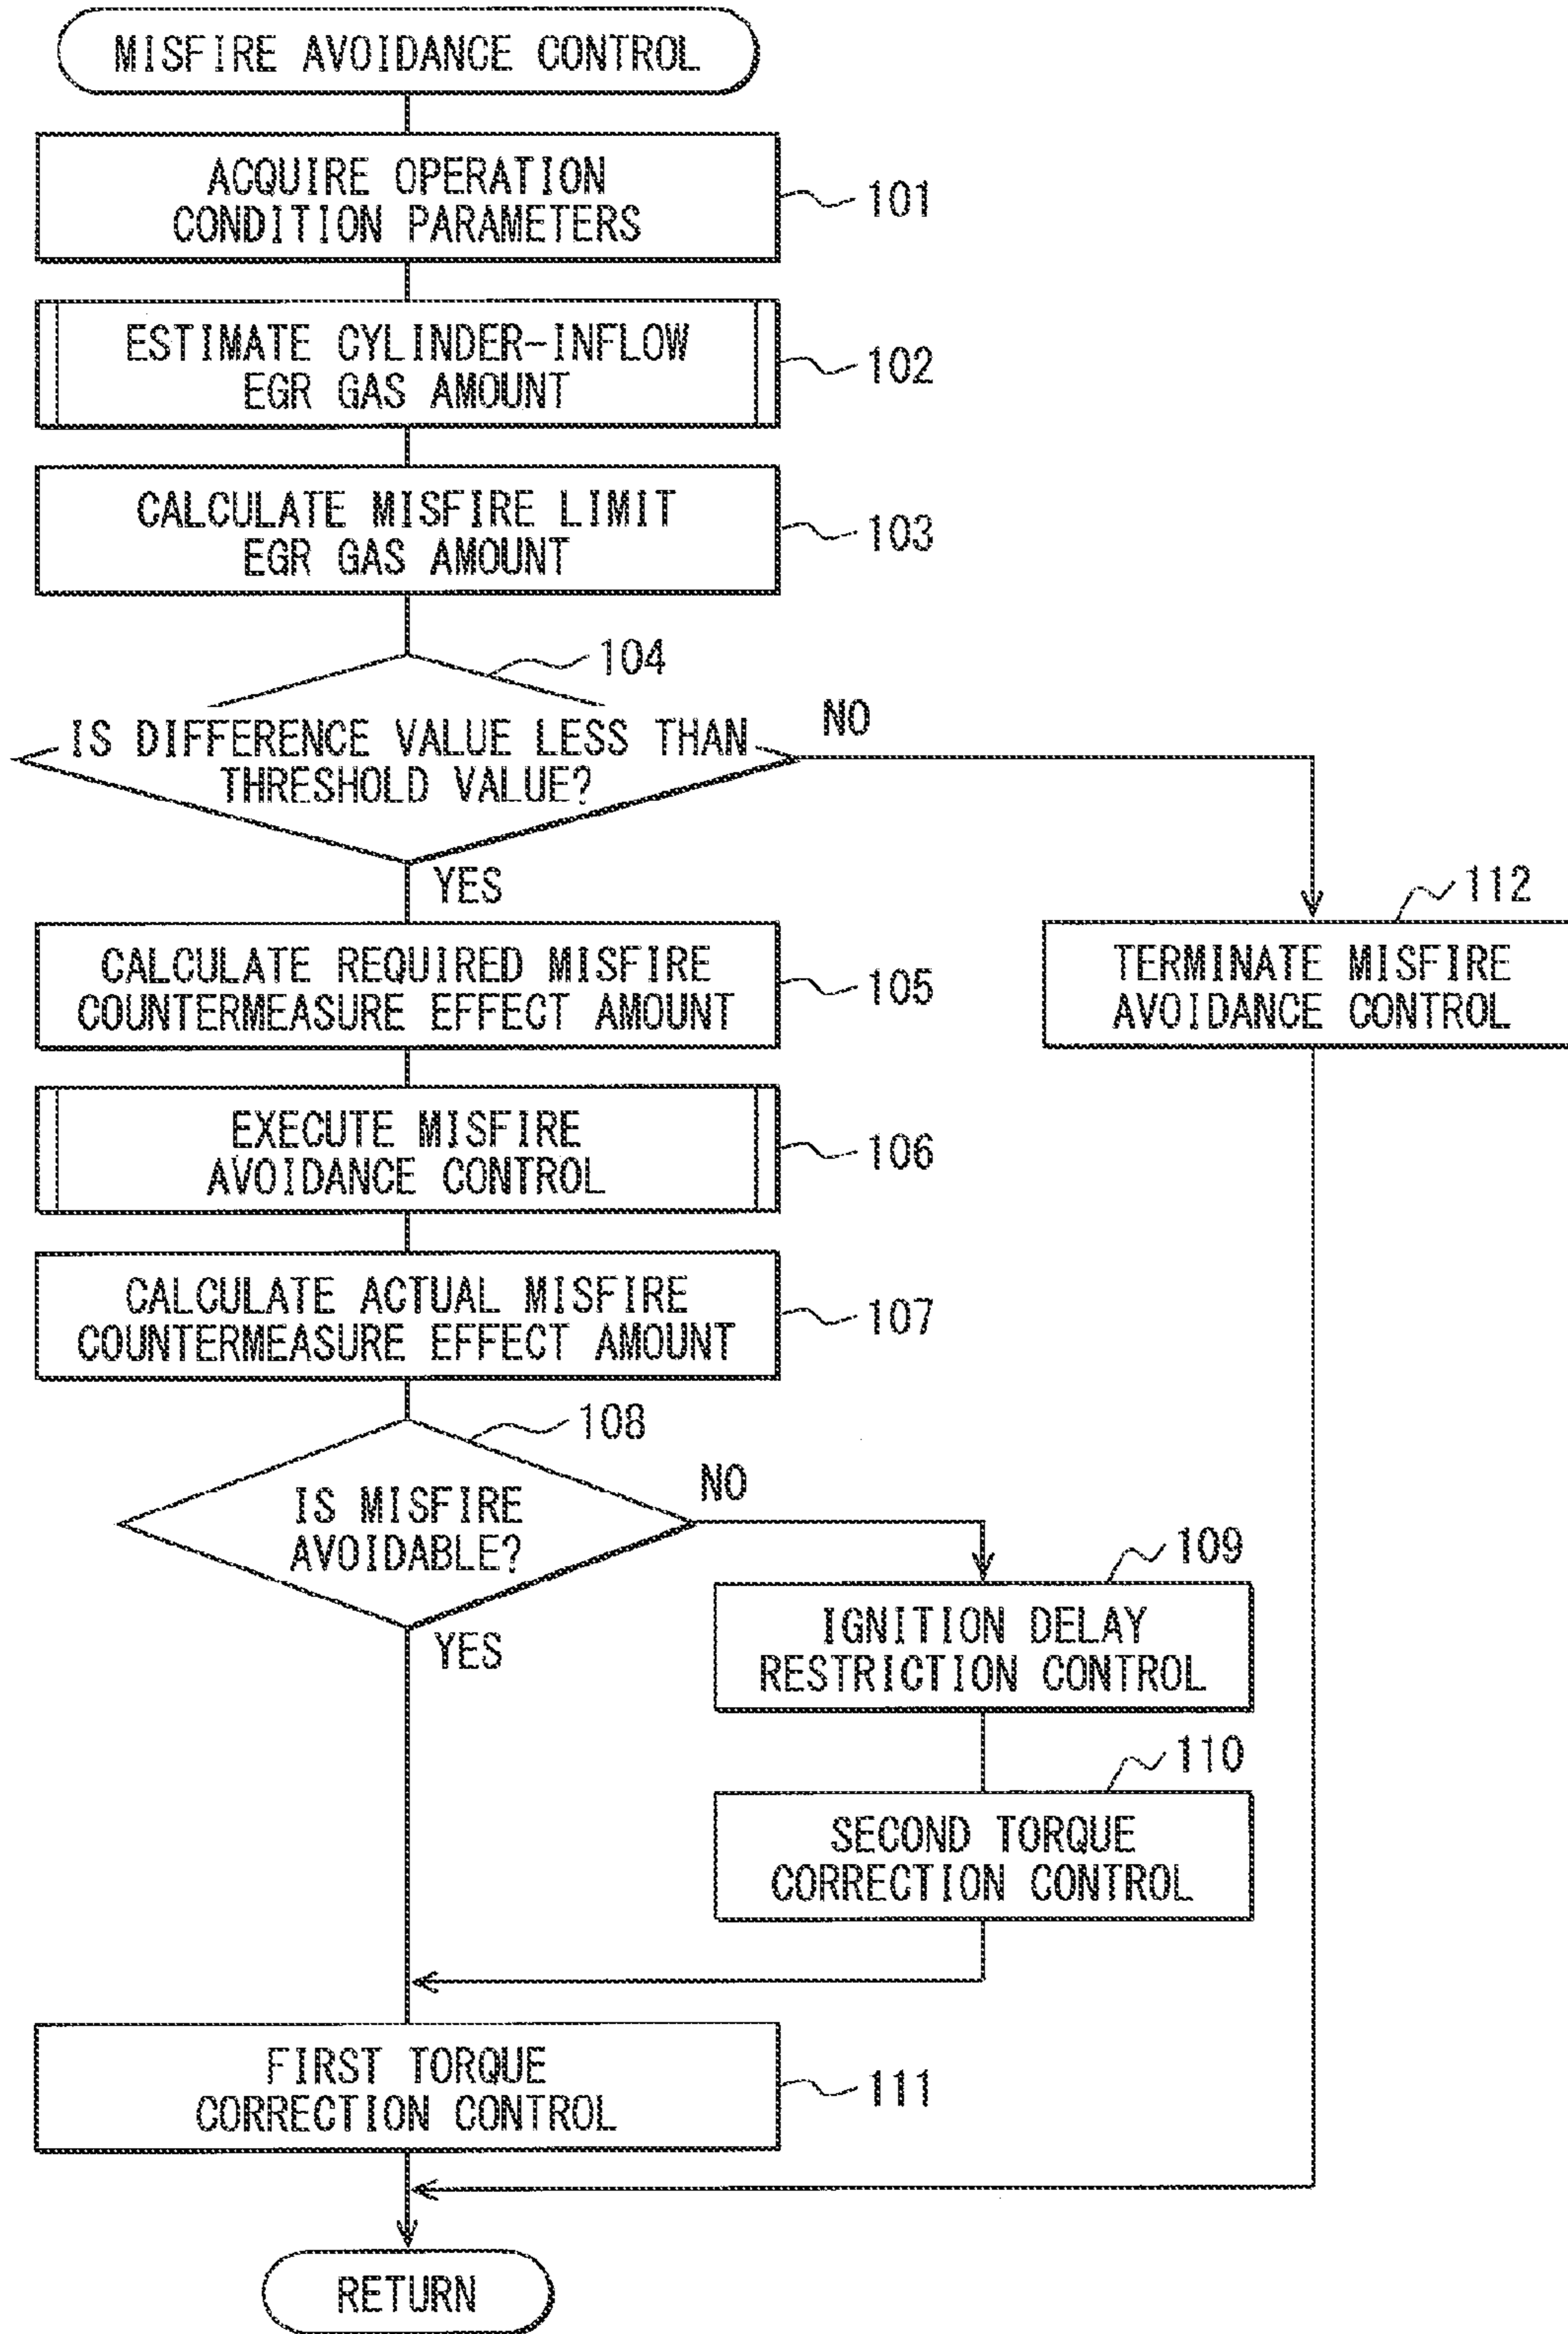 MISFIRE AVOIDANCE CONTROL
ACQUIRE OPERATION
CONDITION PARAMETERS
101
ESTIMATE CYLINDER-INFLOW
EGR GAS AMOUNT
102
CALCULATE MISFIRE LIMIT
EGR GAS AMOUNT
103
104
IS DIFFERENCE VALUE LESS THAN
THRESHOLD VALUE?
NO
YES
112
TERMINATE MISFIRE
AVOIDANCE CONTROL
CALCULATE REQUIRED MISFIRE
COUNTERMEASURE EFFECT AMOUNT
105
EXECUTE MISFIRE
AVOIDANCE CONTROL
106
CALCULATE ACTUAL MISFIRE
COUNTERMEASURE EFFECT AMOUNT
107
108
IS MISFIRE
AVOIDABLE?
NO
YES
109
IGNITION DELAY
RESTRICTION CONTROL
110
SECOND TORQUE
CORRECTION CONTROL
FIRST TORQUE
CORRECTION CONTROL
111
RETURN